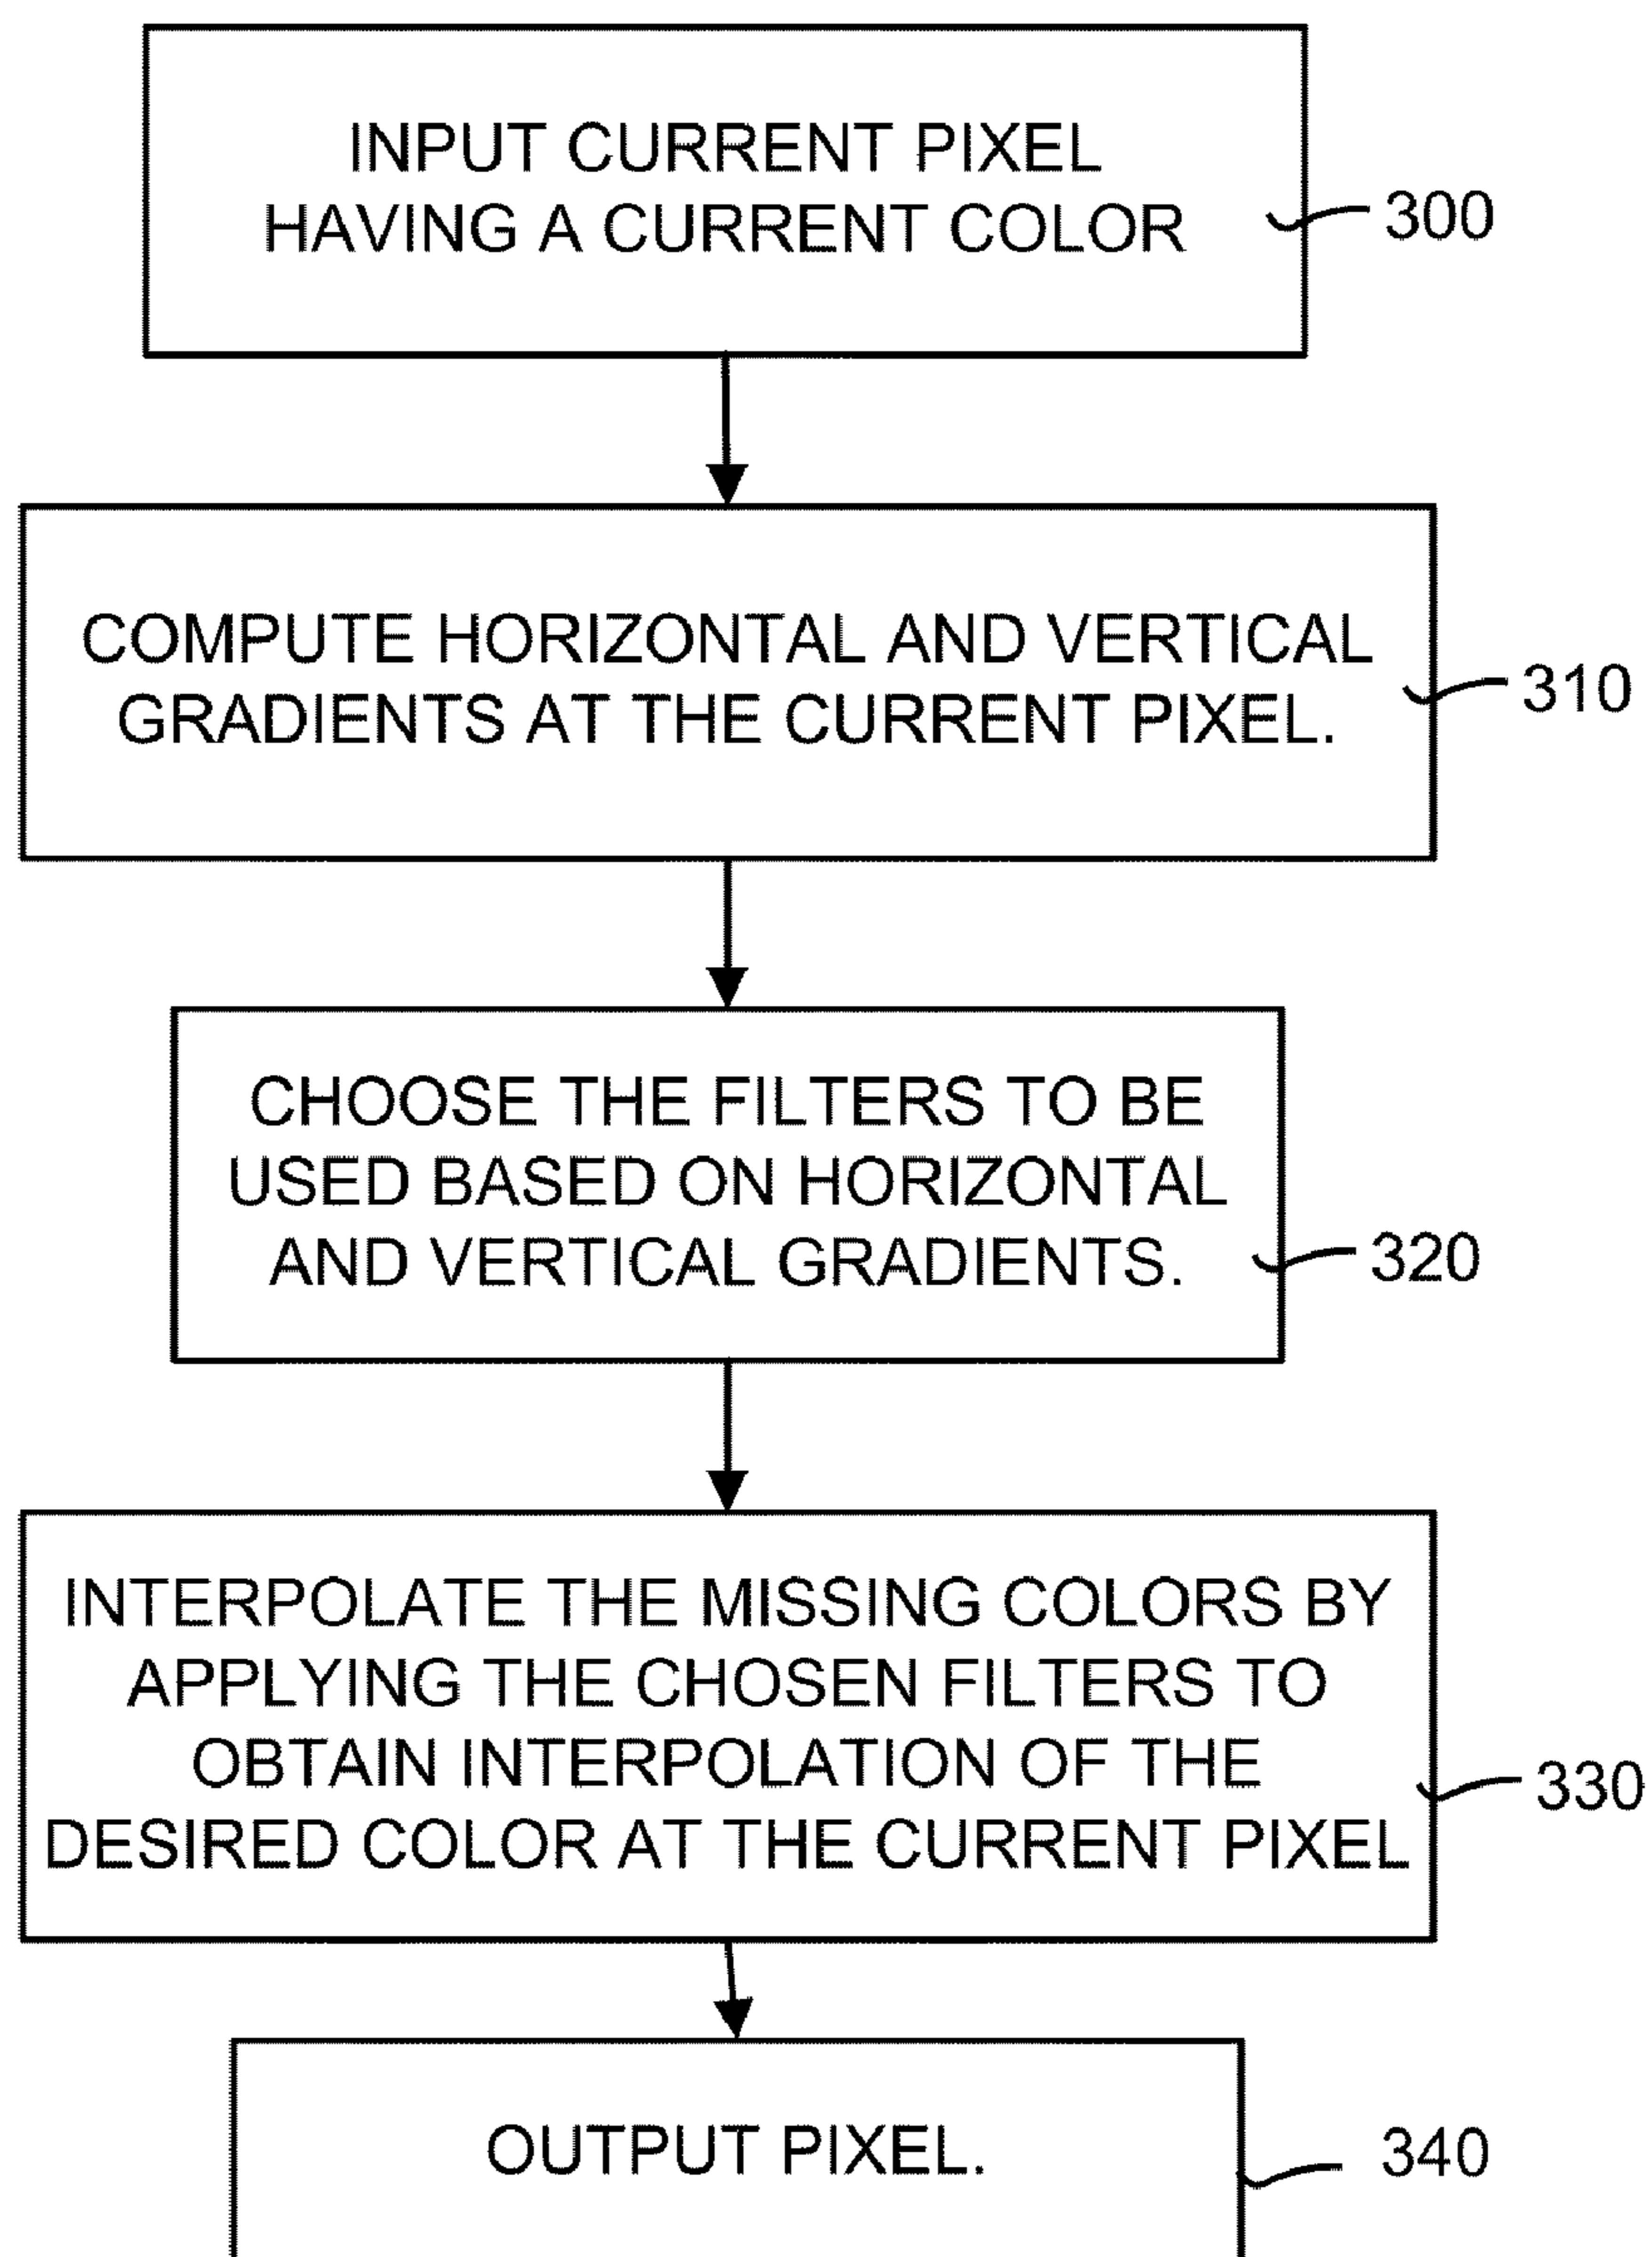 INPUT CURRENT PIXEL
HAVING A CURRENT COLOR
300
COMPUTE HORIZONTAL AND VERTICAL
GRADIENTS AT THE CURRENT PIXEL.
310
CHOOSE THE FILTERS TO BE
USED BASED ON HORIZONTAL
AND VERTICAL GRADIENTS.
320
INTERPOLATE THE MISSING COLORS BY
APPLYING THE CHOSEN FILTERS TO
OBTAIN INTERPOLATION OF THE
DESIRED COLOR AT THE CURRENT PIXEL
330
OUTPUT PIXEL.
340